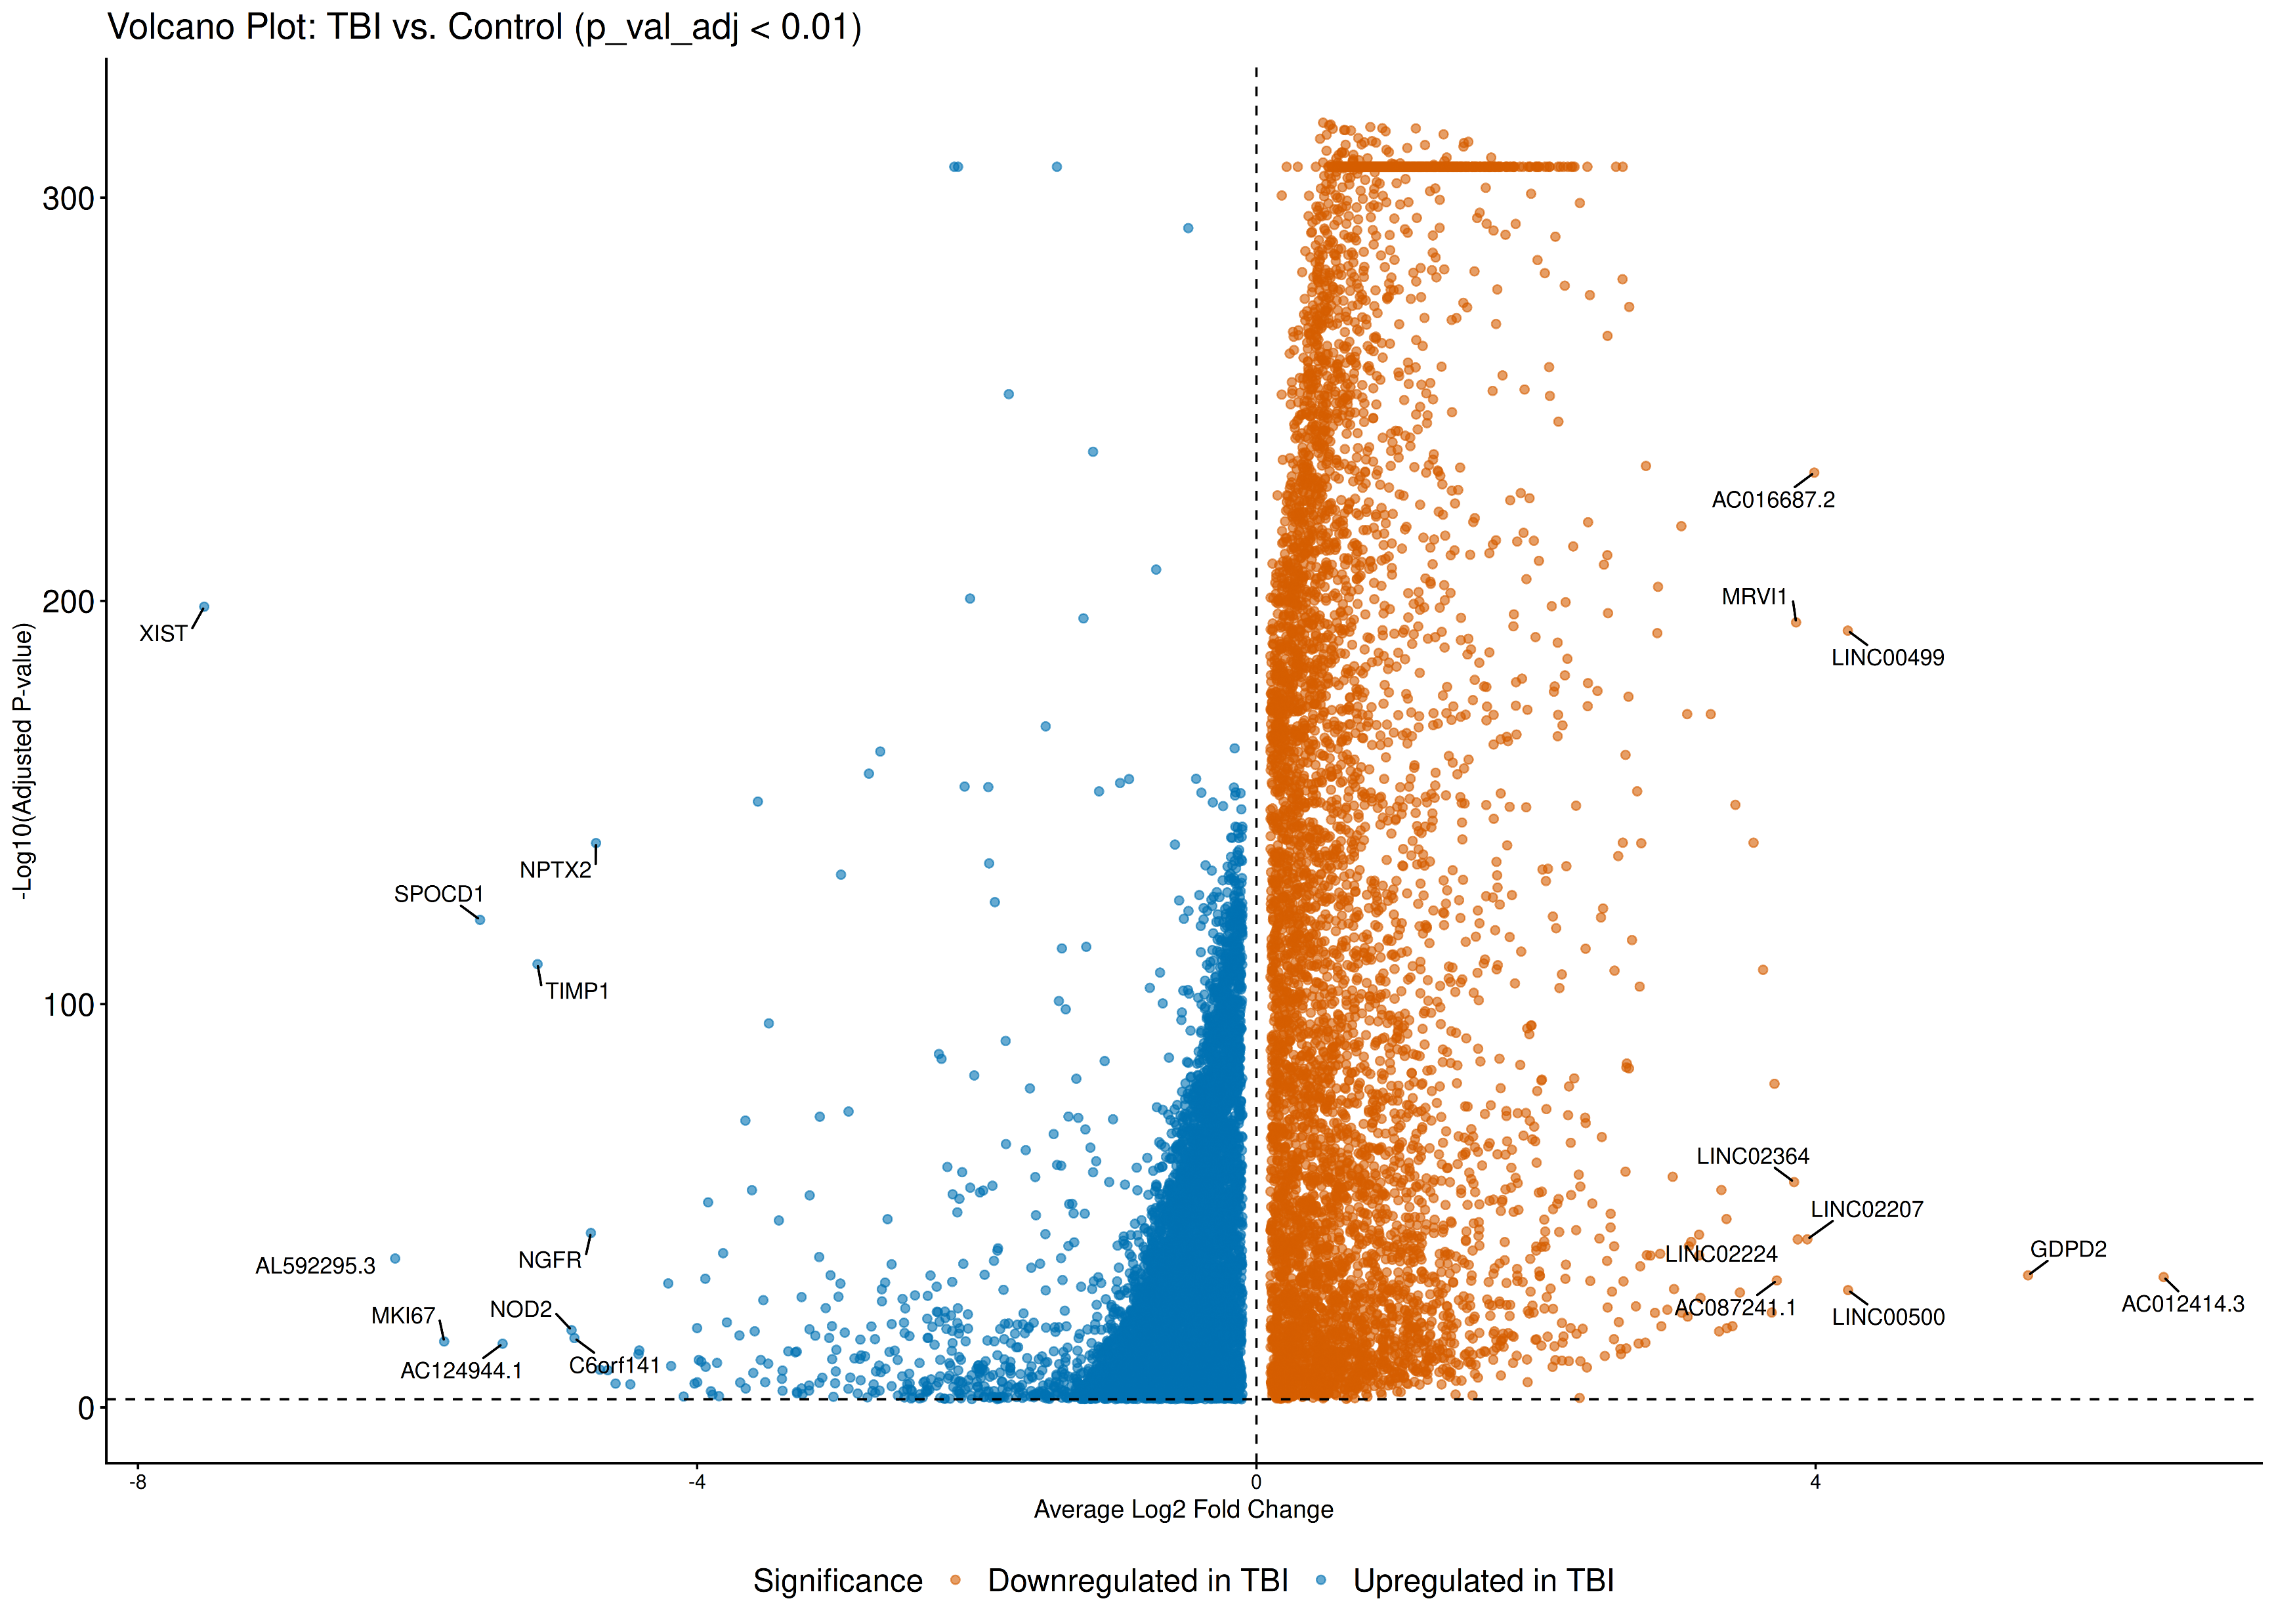 Volcano Plot: TBI vs. Control (p_val_adj < 0.01)
-Log10(Adjusted P-value)
300
200
100
0
AC016687.2
MRVI1
XIST
LINC00499
NPTX2
SPOCD1
TIMP1
LINC02364
LINC02207
GDPD2
LINC02224
NGFR
AL592295.3
AC012414.3
AC087241.1
NOD2
MKI67
LINC00500
C6orf141
AC124944.1
-8
-4
0
4
Average Log2 Fold Change
Significance Downregulated in TBI Upregulated in TBI